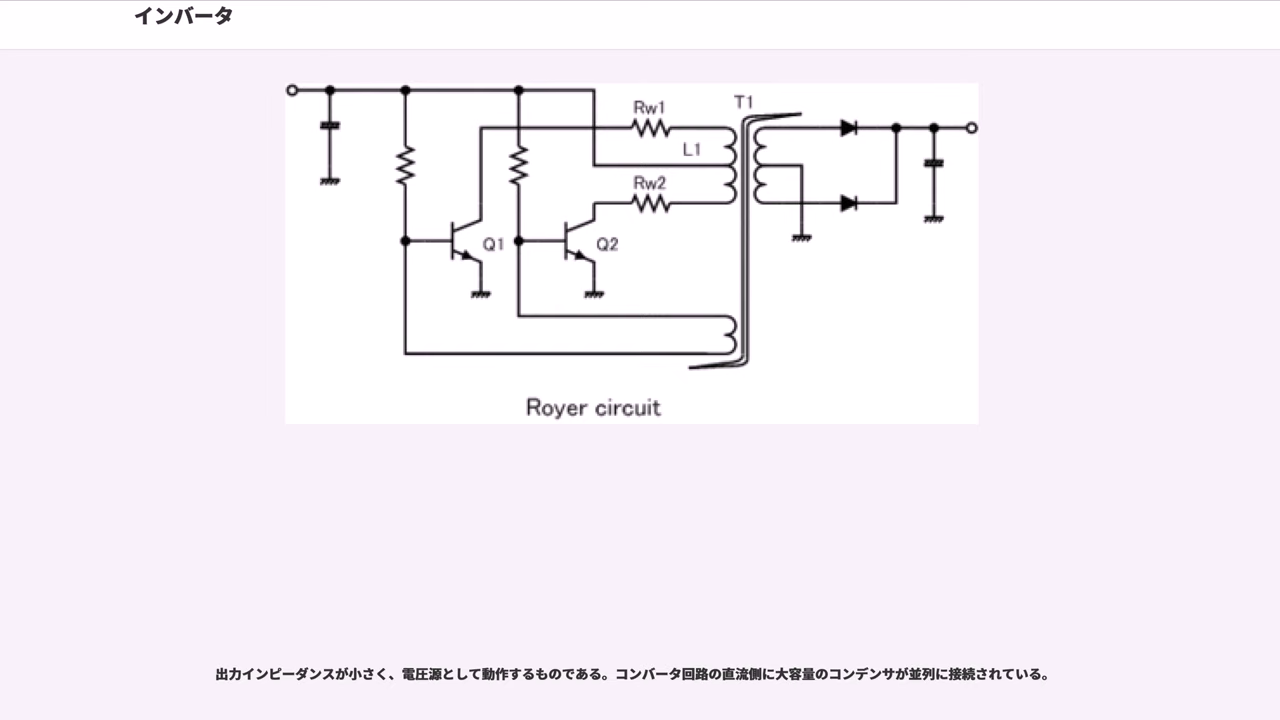 インバータ
T1
Rw1
L1
Rw2
Q1
Q2
Royer circuit
出力インピーダンスが小さく、電圧源として動作するものである。コンバータ回路の直流側に大容量のコンデンサが並列に接続されている。